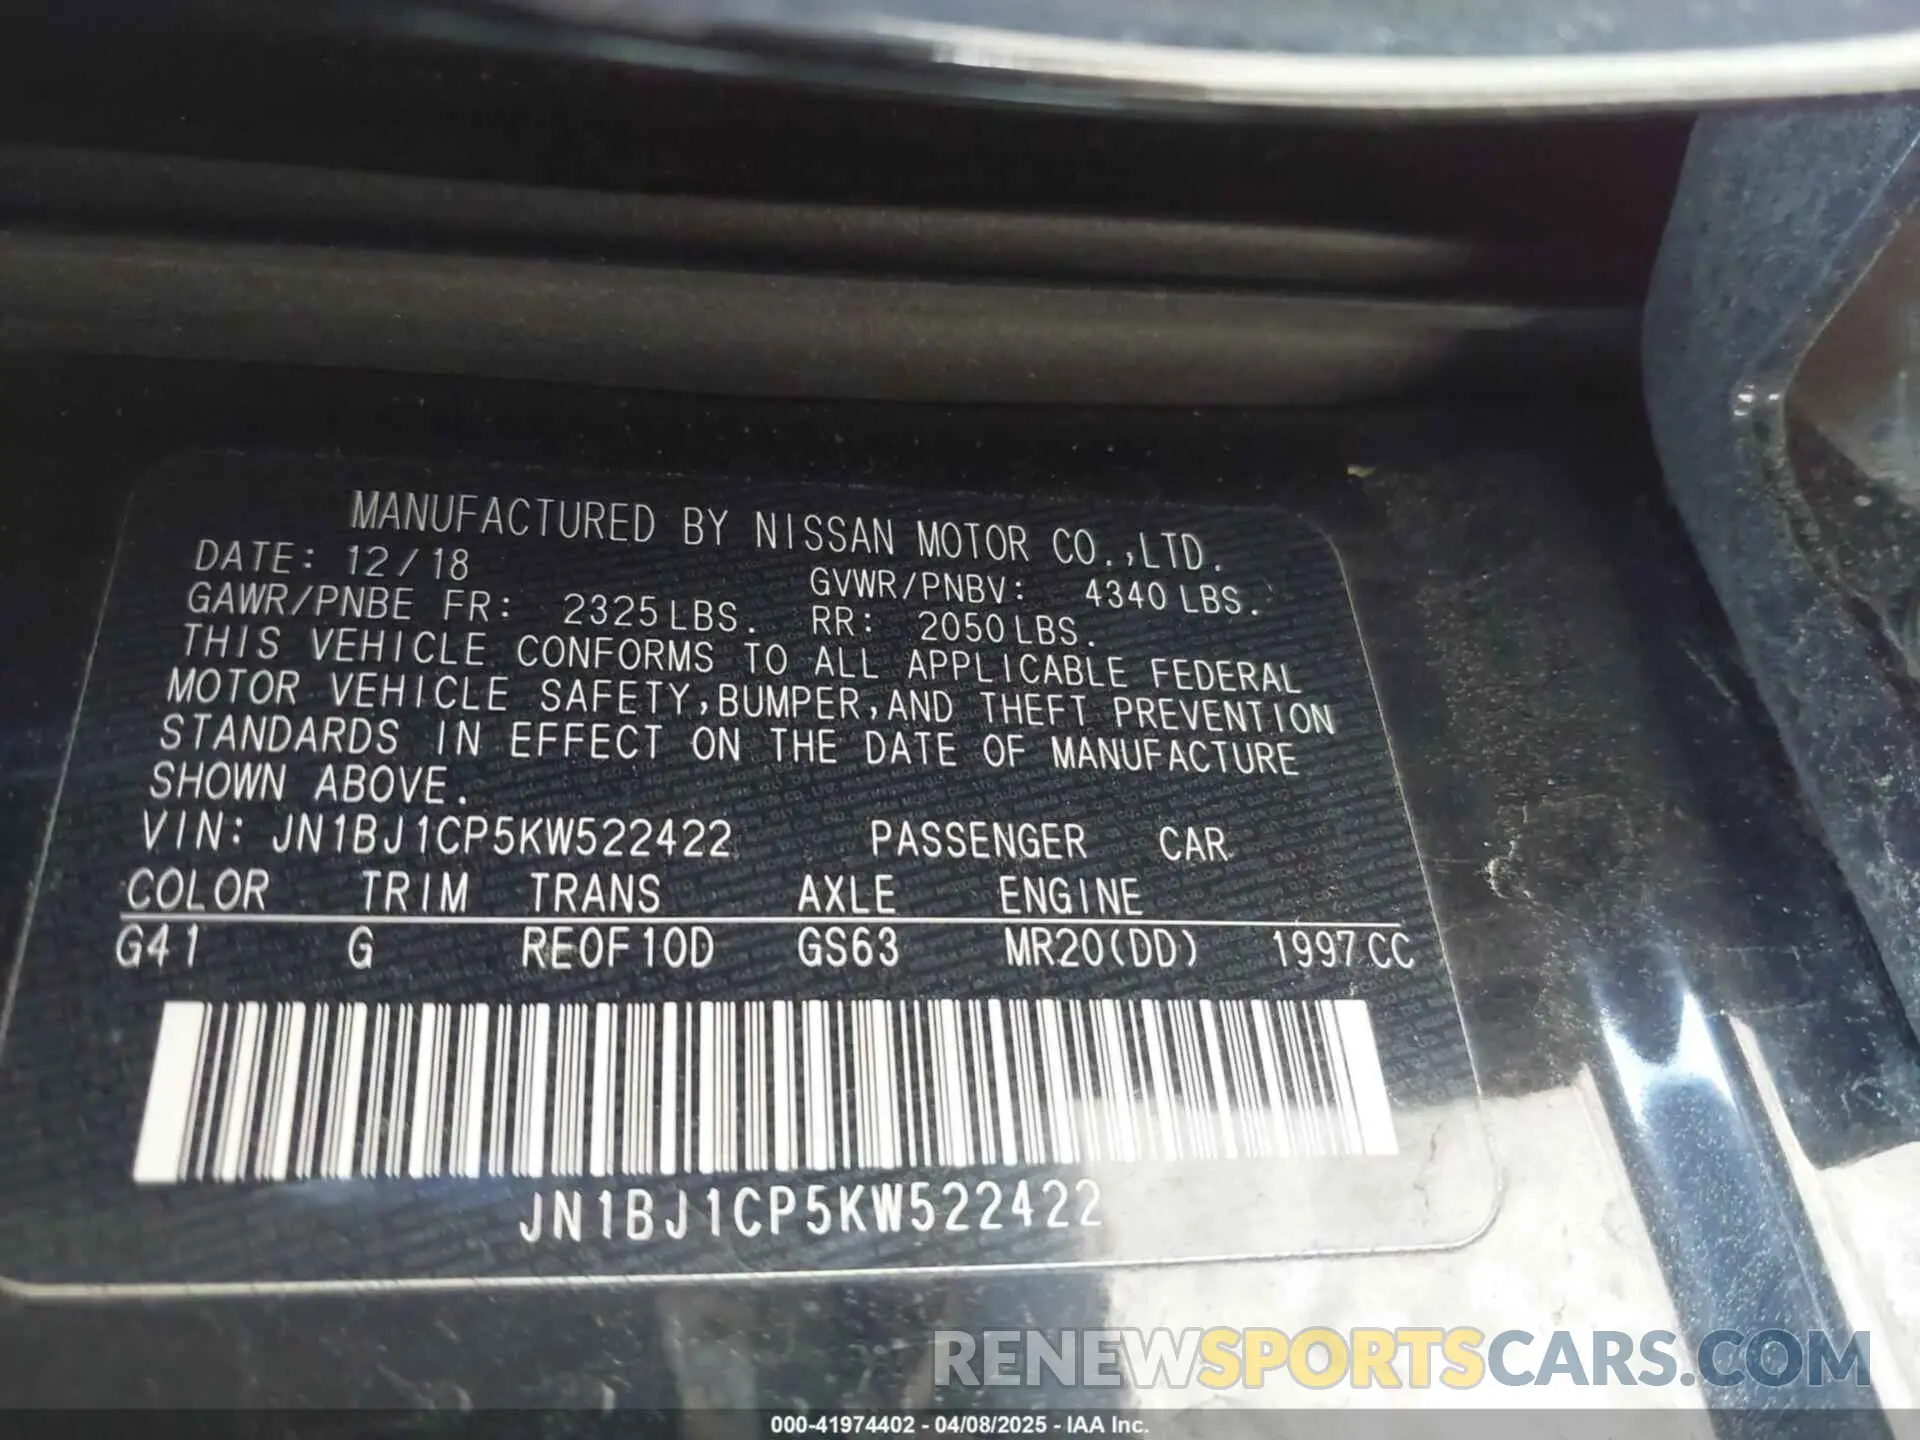 MANUFACTURED BY NISSAN MOTOR CO.,LTD.
DATE: 12/18 GVWR/PNBV: 4340 LBS.
GAWR/PNBE FR: 2325 LBS. RR: 2050 LBS.
THIS VEHICLE CONFORMS TO ALL APPLICABLE FEDERAL
MOTOR VEHICLE SAFETY,BUMPER,AND THEFT PREVENTION
STANDARDS IN EFFECT ON THE DATE OF MANUFACTURE
SHOWN ABOVE.
VIN: JN1BJ1CP5KW522422 PASSENGER CAR
COLOR TRIM TRANS AXLE ENGINE
G41 G RE0F10D GS63 MR20(DD) 1997 CC
JN1BJ1CP5KW522422
RENEWSPORTSCARS.COM
000-41974402 - 04/08/2025 - IAA Inc.